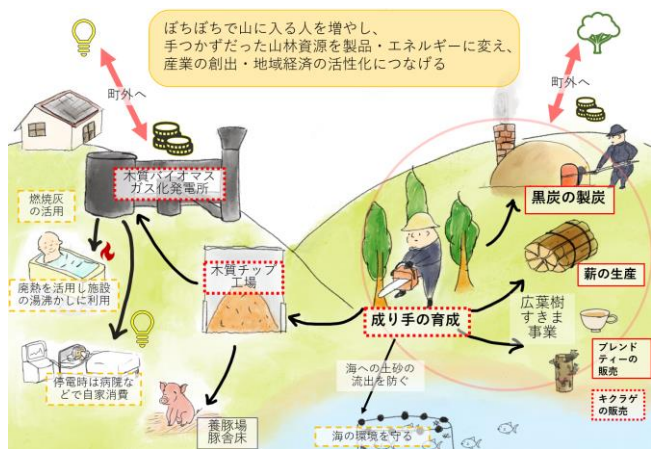 ぼちぼちで山に入る人を増やし、
手つかずだった山林資源を製品・エネルギーに変え、
産業の創出・地域経済の活性化につなげる
町外へ
町外へ
木質バイオマス
ガス化発電所
黒炭の製炭
燃焼灰
の活用
廃熱を活用し施設
の湯沸かしに利用
木質チップ
工場
薪の生産
成り手の育成
広葉樹
すきま
事業
ブレンド
ティーの
販売
停電時は病院など
で自家消費
海への土砂の
流出を防ぐ
キクラゲ
の販売
養豚場
豚舎床
海の環境を守る